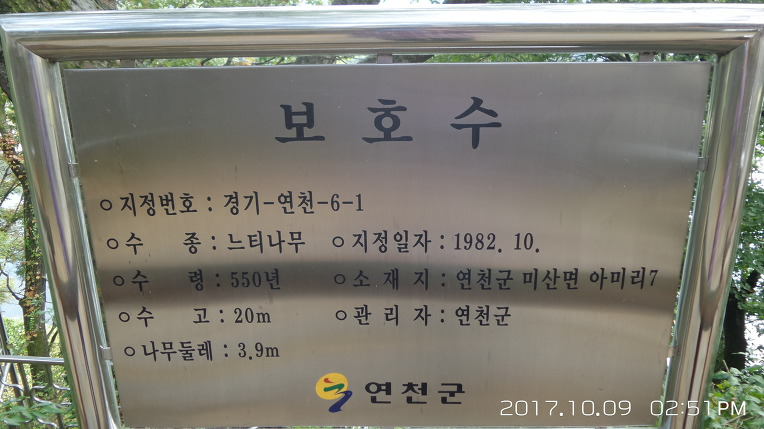 보호수
○ 지정번호 : 경기-연천-6-1
○ 수 종 : 느티나무 ○ 지정일자 : 1982. 10.
○ 수 령 : 550년 ○ 소 재 지 : 연천군 미산면 아미리7
○ 수 고 : 20m ○ 관 리 자 : 연천군
○ 나무둘레 : 3.9m
연천군
2017.10.09 02:51PM